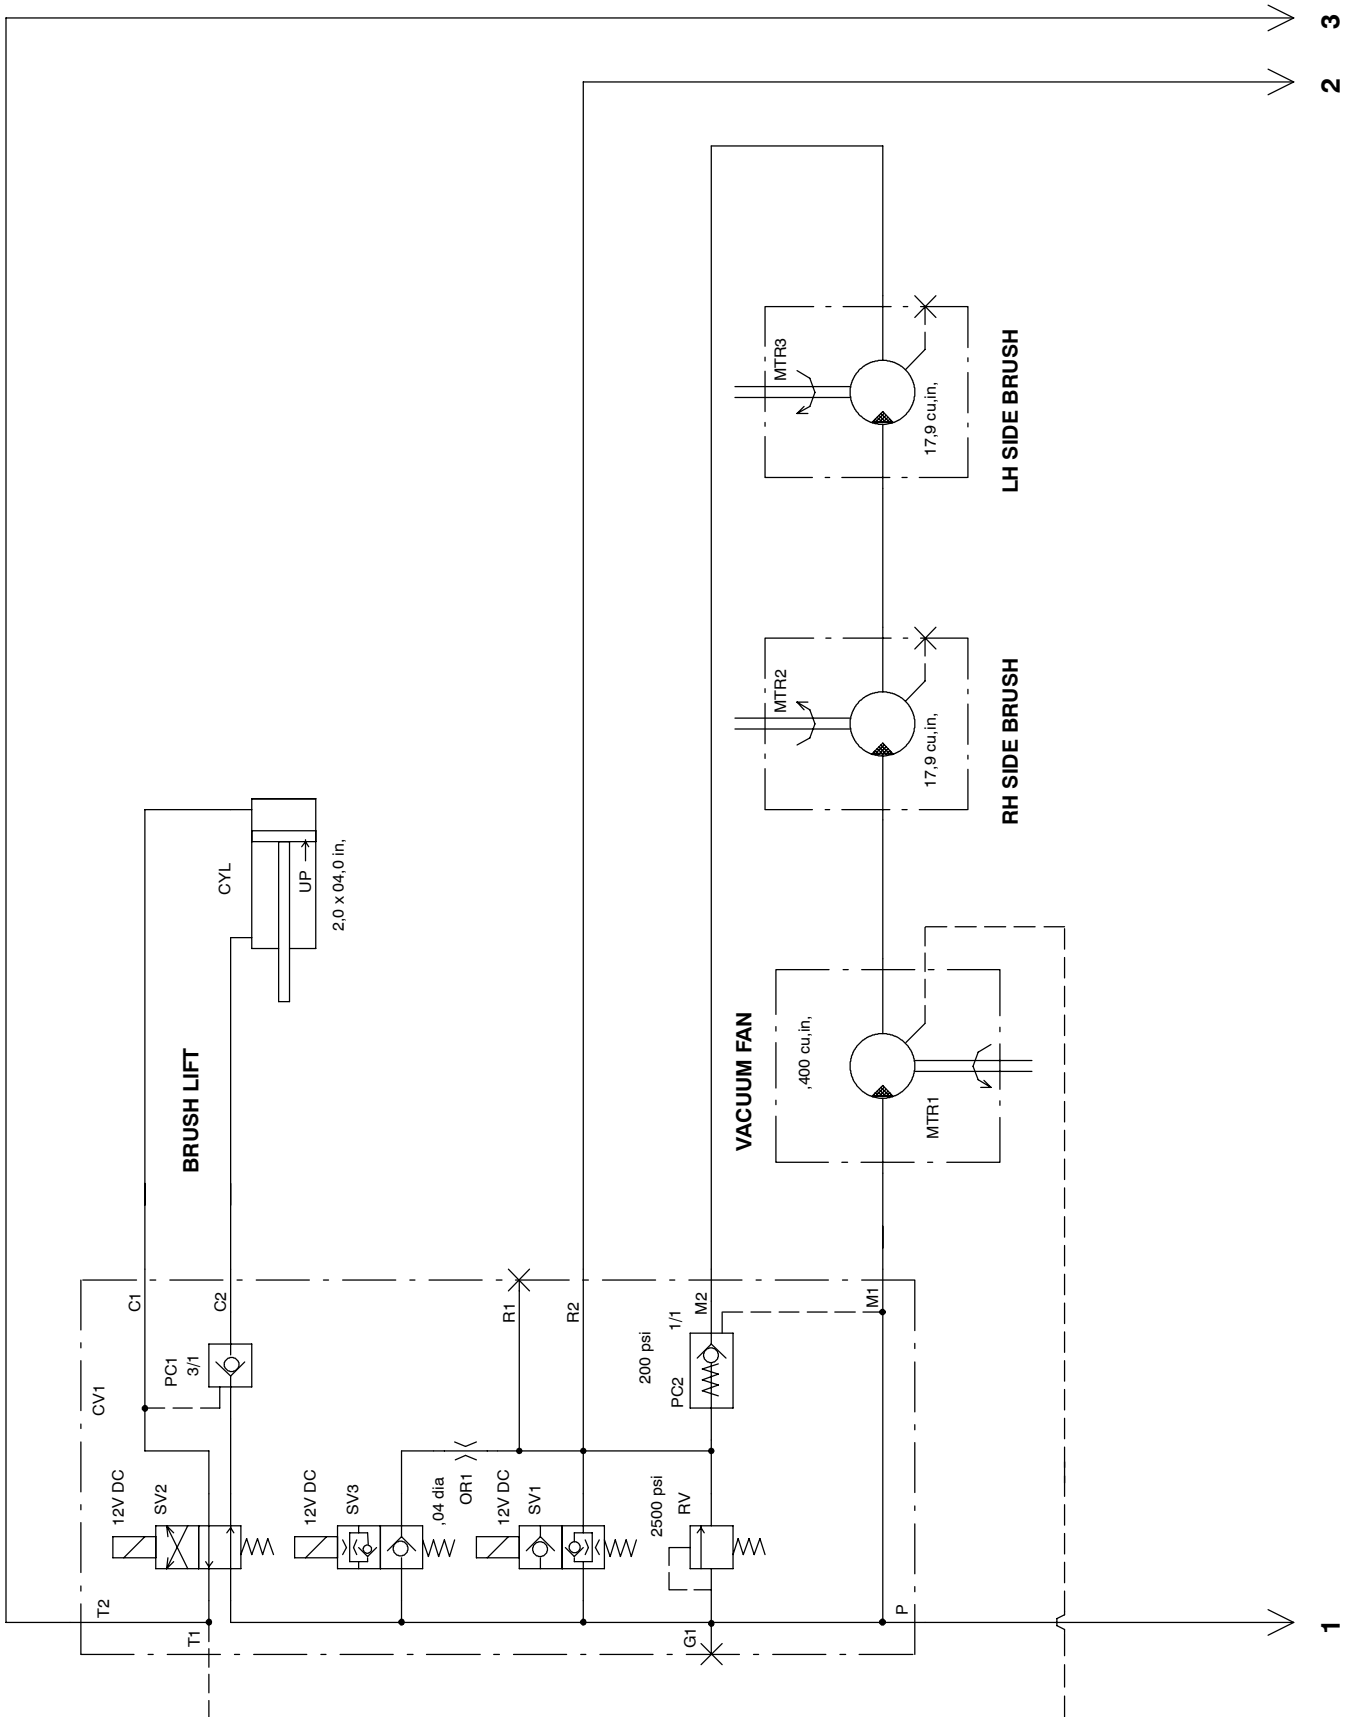 3
2
1
T2
T1
12V DC
SV2
CV1
PC1
3/1
C1
C2
BRUSH LIFT
CYL
UP
2,0 x 04,0 in,
12V DC
SV3
,04 dia
OR1
R1
12V DC
SV1
R2
2500 psi
RV
G1
200 psi
PC2
1/1
M2
M1
P
VACUUM FAN
,400 cu,in,
MTR1
MTR2
17,9 cu,in,
RH SIDE BRUSH
MTR3
17,9 cu,in,
LH SIDE BRUSH